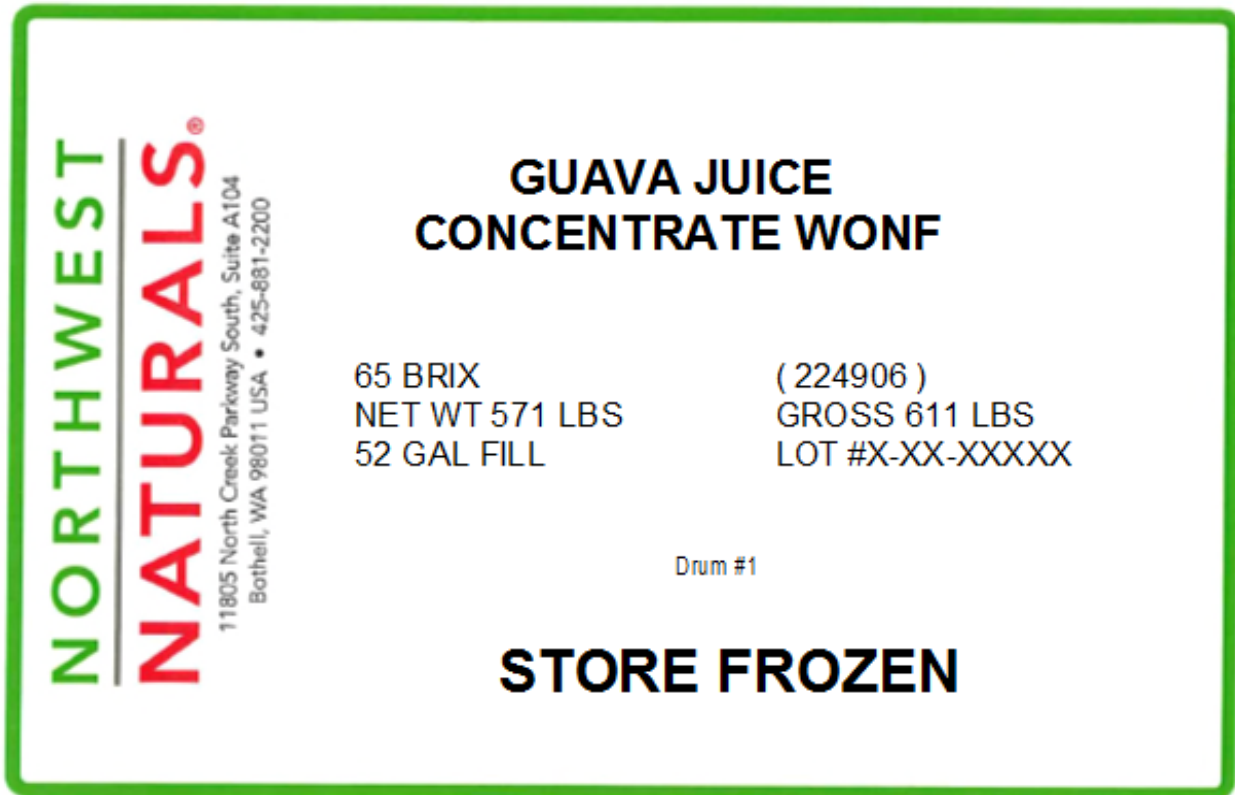 NORTHWEST
NATURALS®
11805 North Creek Parkway South, Suite A104
Bothell, WA 98011 USA • 425-881-2200
GUAVA JUICE
CONCENTRATE WONF
65 BRIX ( 224906 )
NET WT 571 LBS GROSS 611 LBS
52 GAL FILL LOT #X-XX-XXXXX
Drum #1
STORE FROZEN